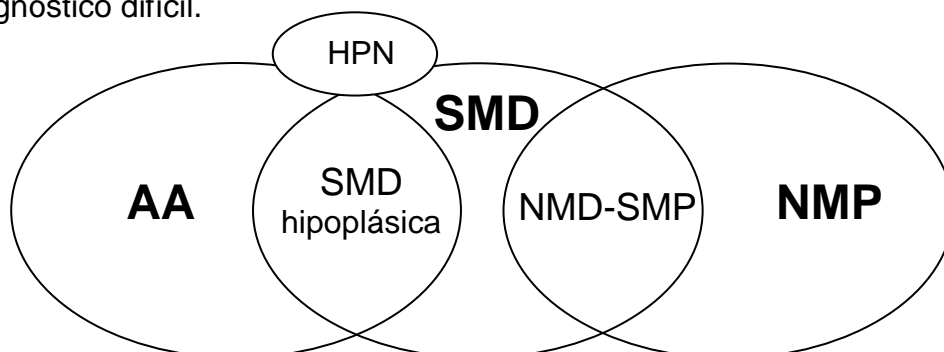 gnóstico difícil.
HPN
SMD
SMD
hipoplásica
AA
NMD-SMP
NMP